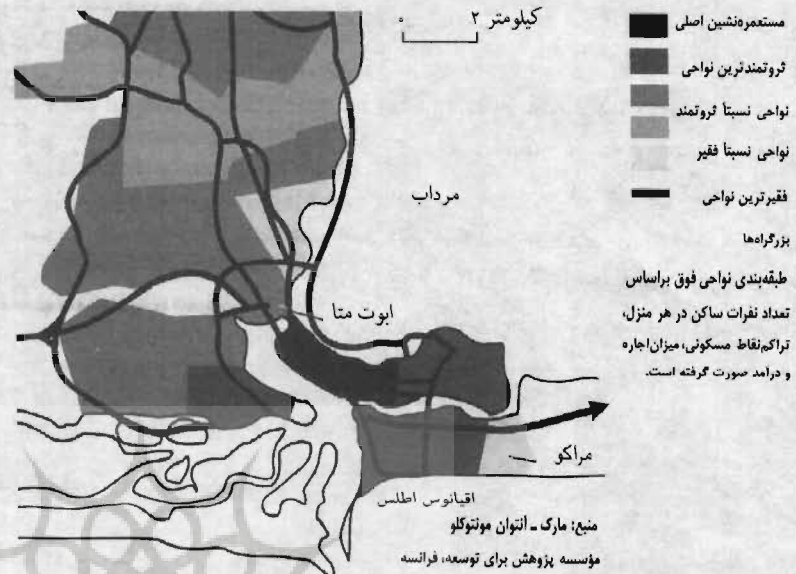 کیلومتر ۲ ۰
مستعمره‌نشین اصلی
ثروتمندترین نواحی
نواحی نسبتاً ثروتمند
نواحی نسبتاً فقیر
فقیرترین نواحی
بزرگراه‌ها
طبقه‌بندی نواحی فوق براساس
تعداد نفرات ساکن در هر منزل،
تراکم نقاط مسکونی، میزان اجاره
و درآمد صورت گرفته است.
مرداب
ابوت متا
مراکو
اقیانوس اطلس
منبع: مارک ـ آنتوان مونتوکلو
مؤسسه پژوهش برای توسعه، فرانسه